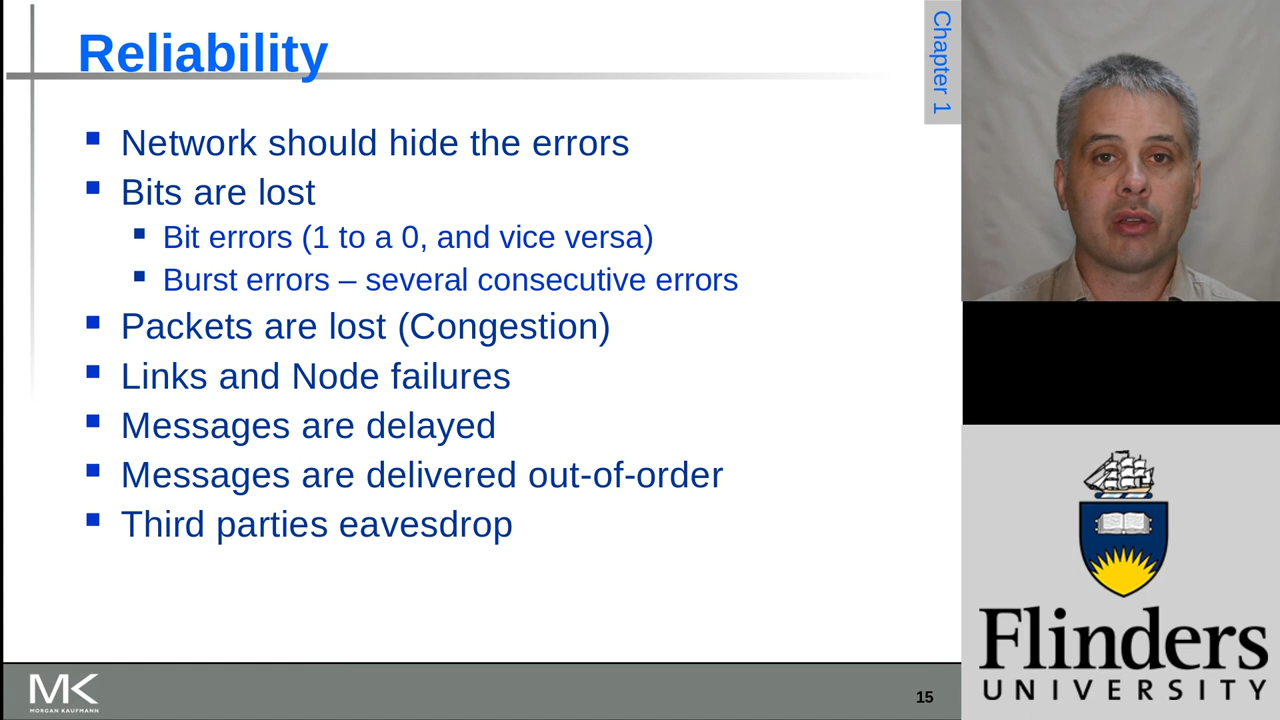 Reliability
Chapter 1
Network should hide the errors
Bits are lost
Bit errors (1 to a 0, and vice versa)
Burst errors – several consecutive errors
Packets are lost (Congestion)
Links and Node failures
Messages are delayed
Messages are delivered out-of-order
Third parties eavesdrop
MK
MORGAN KAUFMANN
15
Flinders
UNIVERSITY